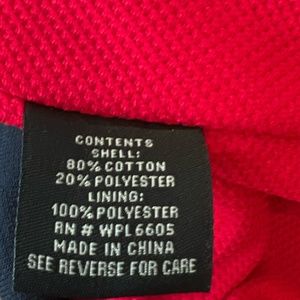 CONTENTS
SHELL:
80% COTTON
20% POLYESTER
LINING:
100% POLYESTER
RN # WPL6605
MADE IN CHINA
SEE REVERSE FOR CARE